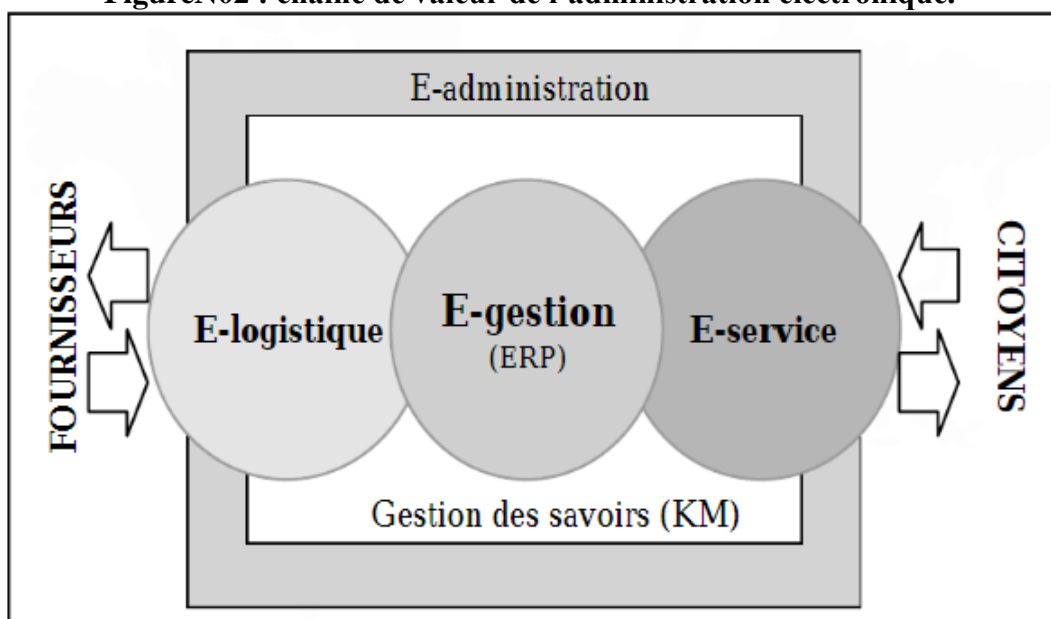 FigureN02 : chaîne de valeur de l'administration électronique.
E-administration
FOURNISSEURS
E-logistique
E-gestion
(ERP)
E-service
CITOYENS
Gestion des savoirs (KM)